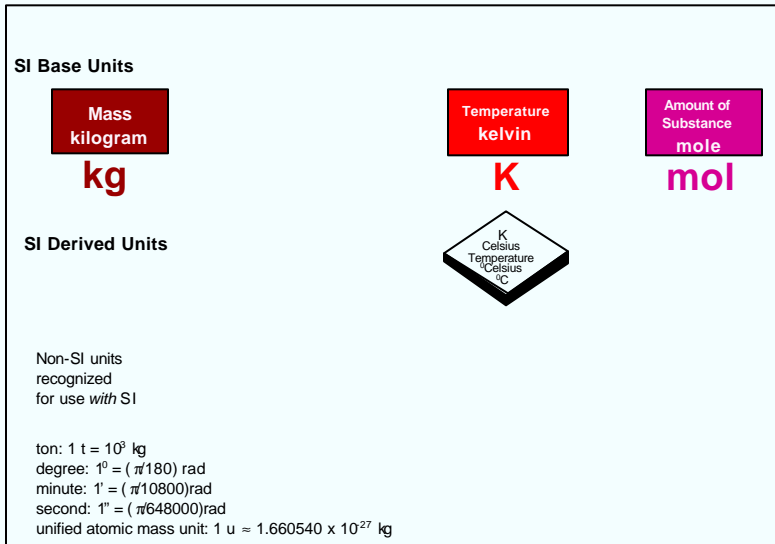 SI Base Units
Mass
kilogram
kg
Temperature
kelvin
K
Amount of
Substance
mole
mol
SI Derived Units
K
Celsius
Temperature
⁰Celsius
⁰C
Non-SI units
recognized
for use with SI
ton: 1 t = 10³ kg
degree: 1⁰ = ( π/180) rad
minute: 1' = ( π/10800)rad
second: 1" = ( π/648000)rad
unified atomic mass unit: 1 u ≈ 1.660540 x 10⁻²⁷ kg